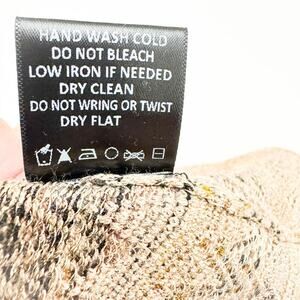 HAND WASH COLD
DO NOT BLEACH
LOW IRON IF NEEDED
DRY CLEAN
DO NOT WRING OR TWIST
DRY FLAT